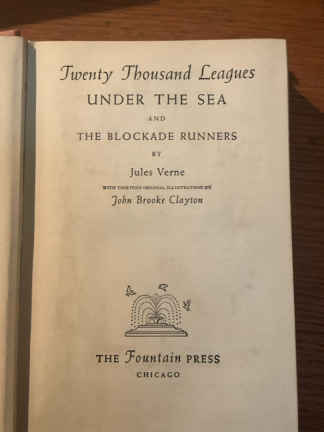 Twenty Thousand Leagues
UNDER THE SEA
AND
THE BLOCKADE RUNNERS
BY
Jules Verne
WITH THIRTEEN ORIGINAL ILLUSTRATIONS BY
John Brooke Clayton
THE Fountain PRESS
CHICAGO